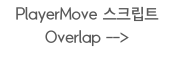 PlayerMove 스크립트
Overlap -->